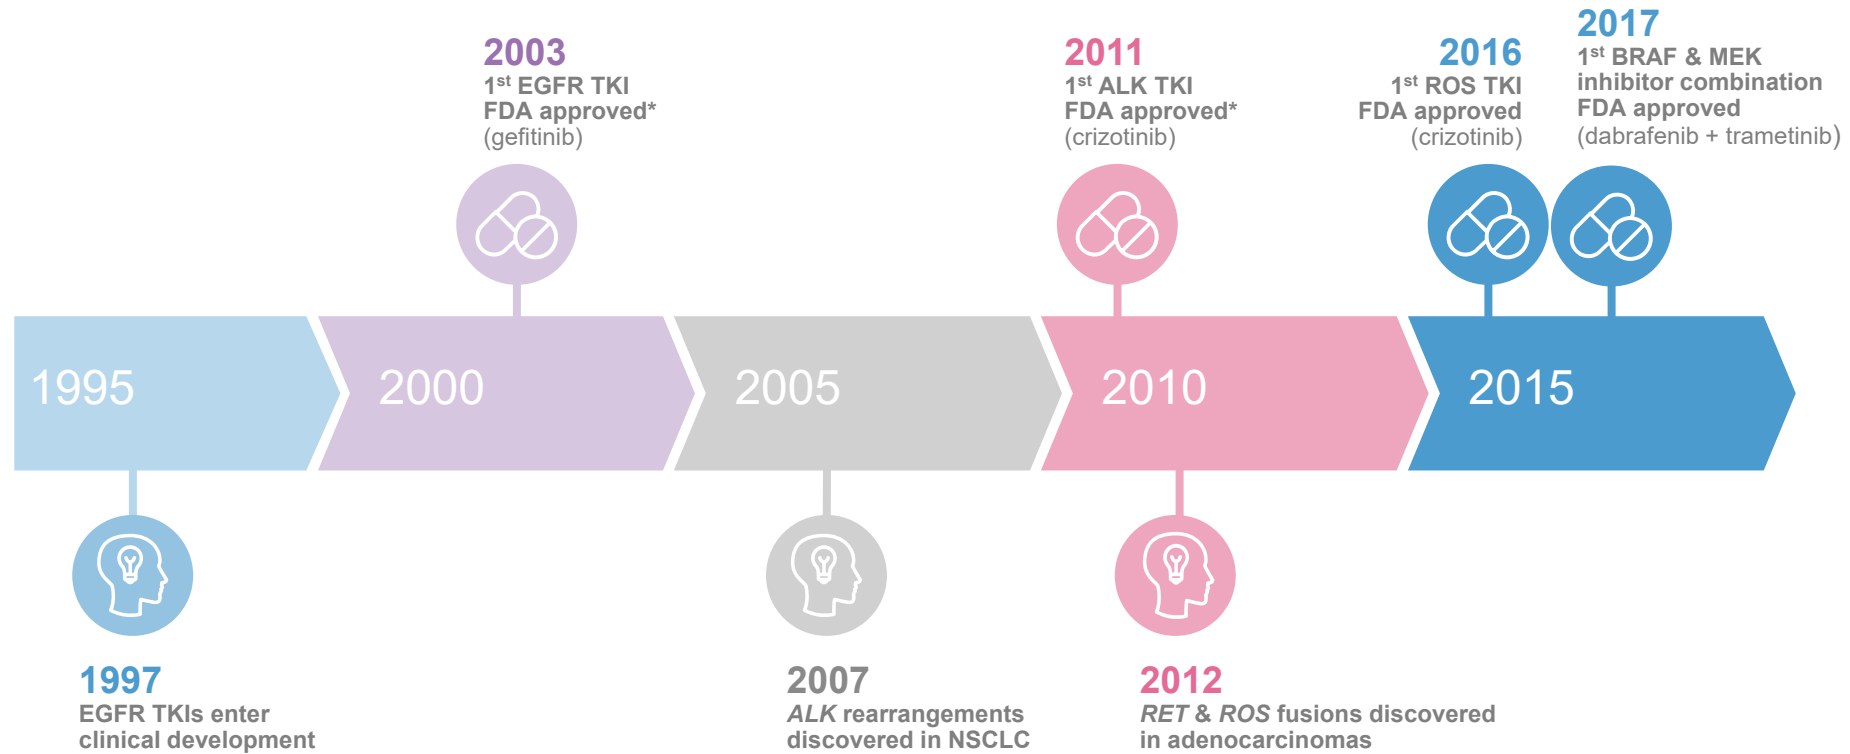 2003
1st EGFR TKI
FDA approved*
(gefitinib)
2011
1st ALK TKI
FDA approved*
(crizotinib)
2016
1st ROS TKI
FDA approved
(crizotinib)
2017
1st BRAF & MEK
inhibitor combination
FDA approved
(dabrafenib + trametinib)
1995
2000
2005
2010
2015
1997
EGFR TKIs enter
clinical development
2007
ALK rearrangements
discovered in NSCLC
2012
RET & ROS fusions discovered
in adenocarcinomas